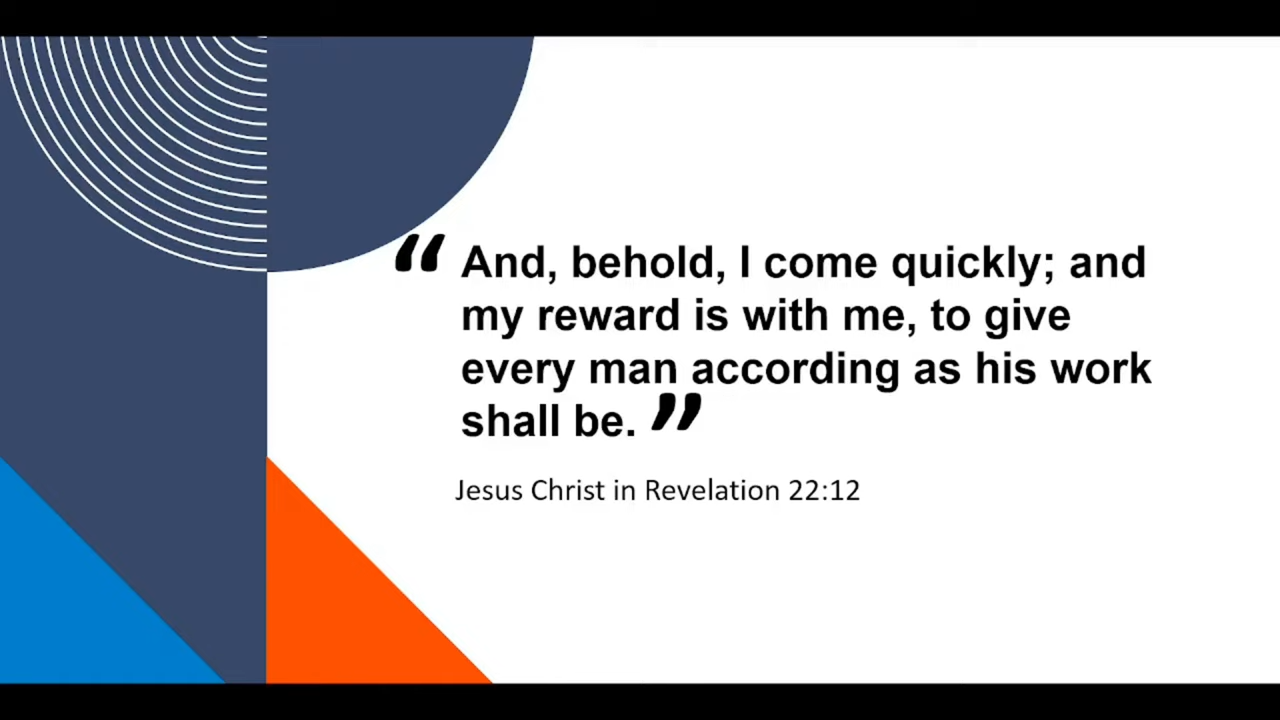 “ And, behold, I come quickly; and
my reward is with me, to give
every man according as his work
shall be. ”
Jesus Christ in Revelation 22:12